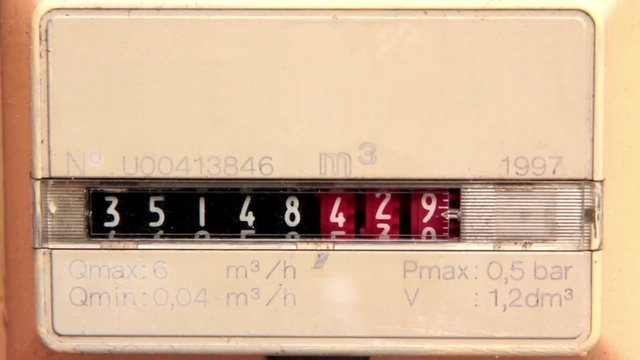 N° U00413846 m³ 1997
35148429
Qmax: 6 m³/h Pmax: 0,5 bar
Qmin: 0,04 m³/h V : 1,2dm³